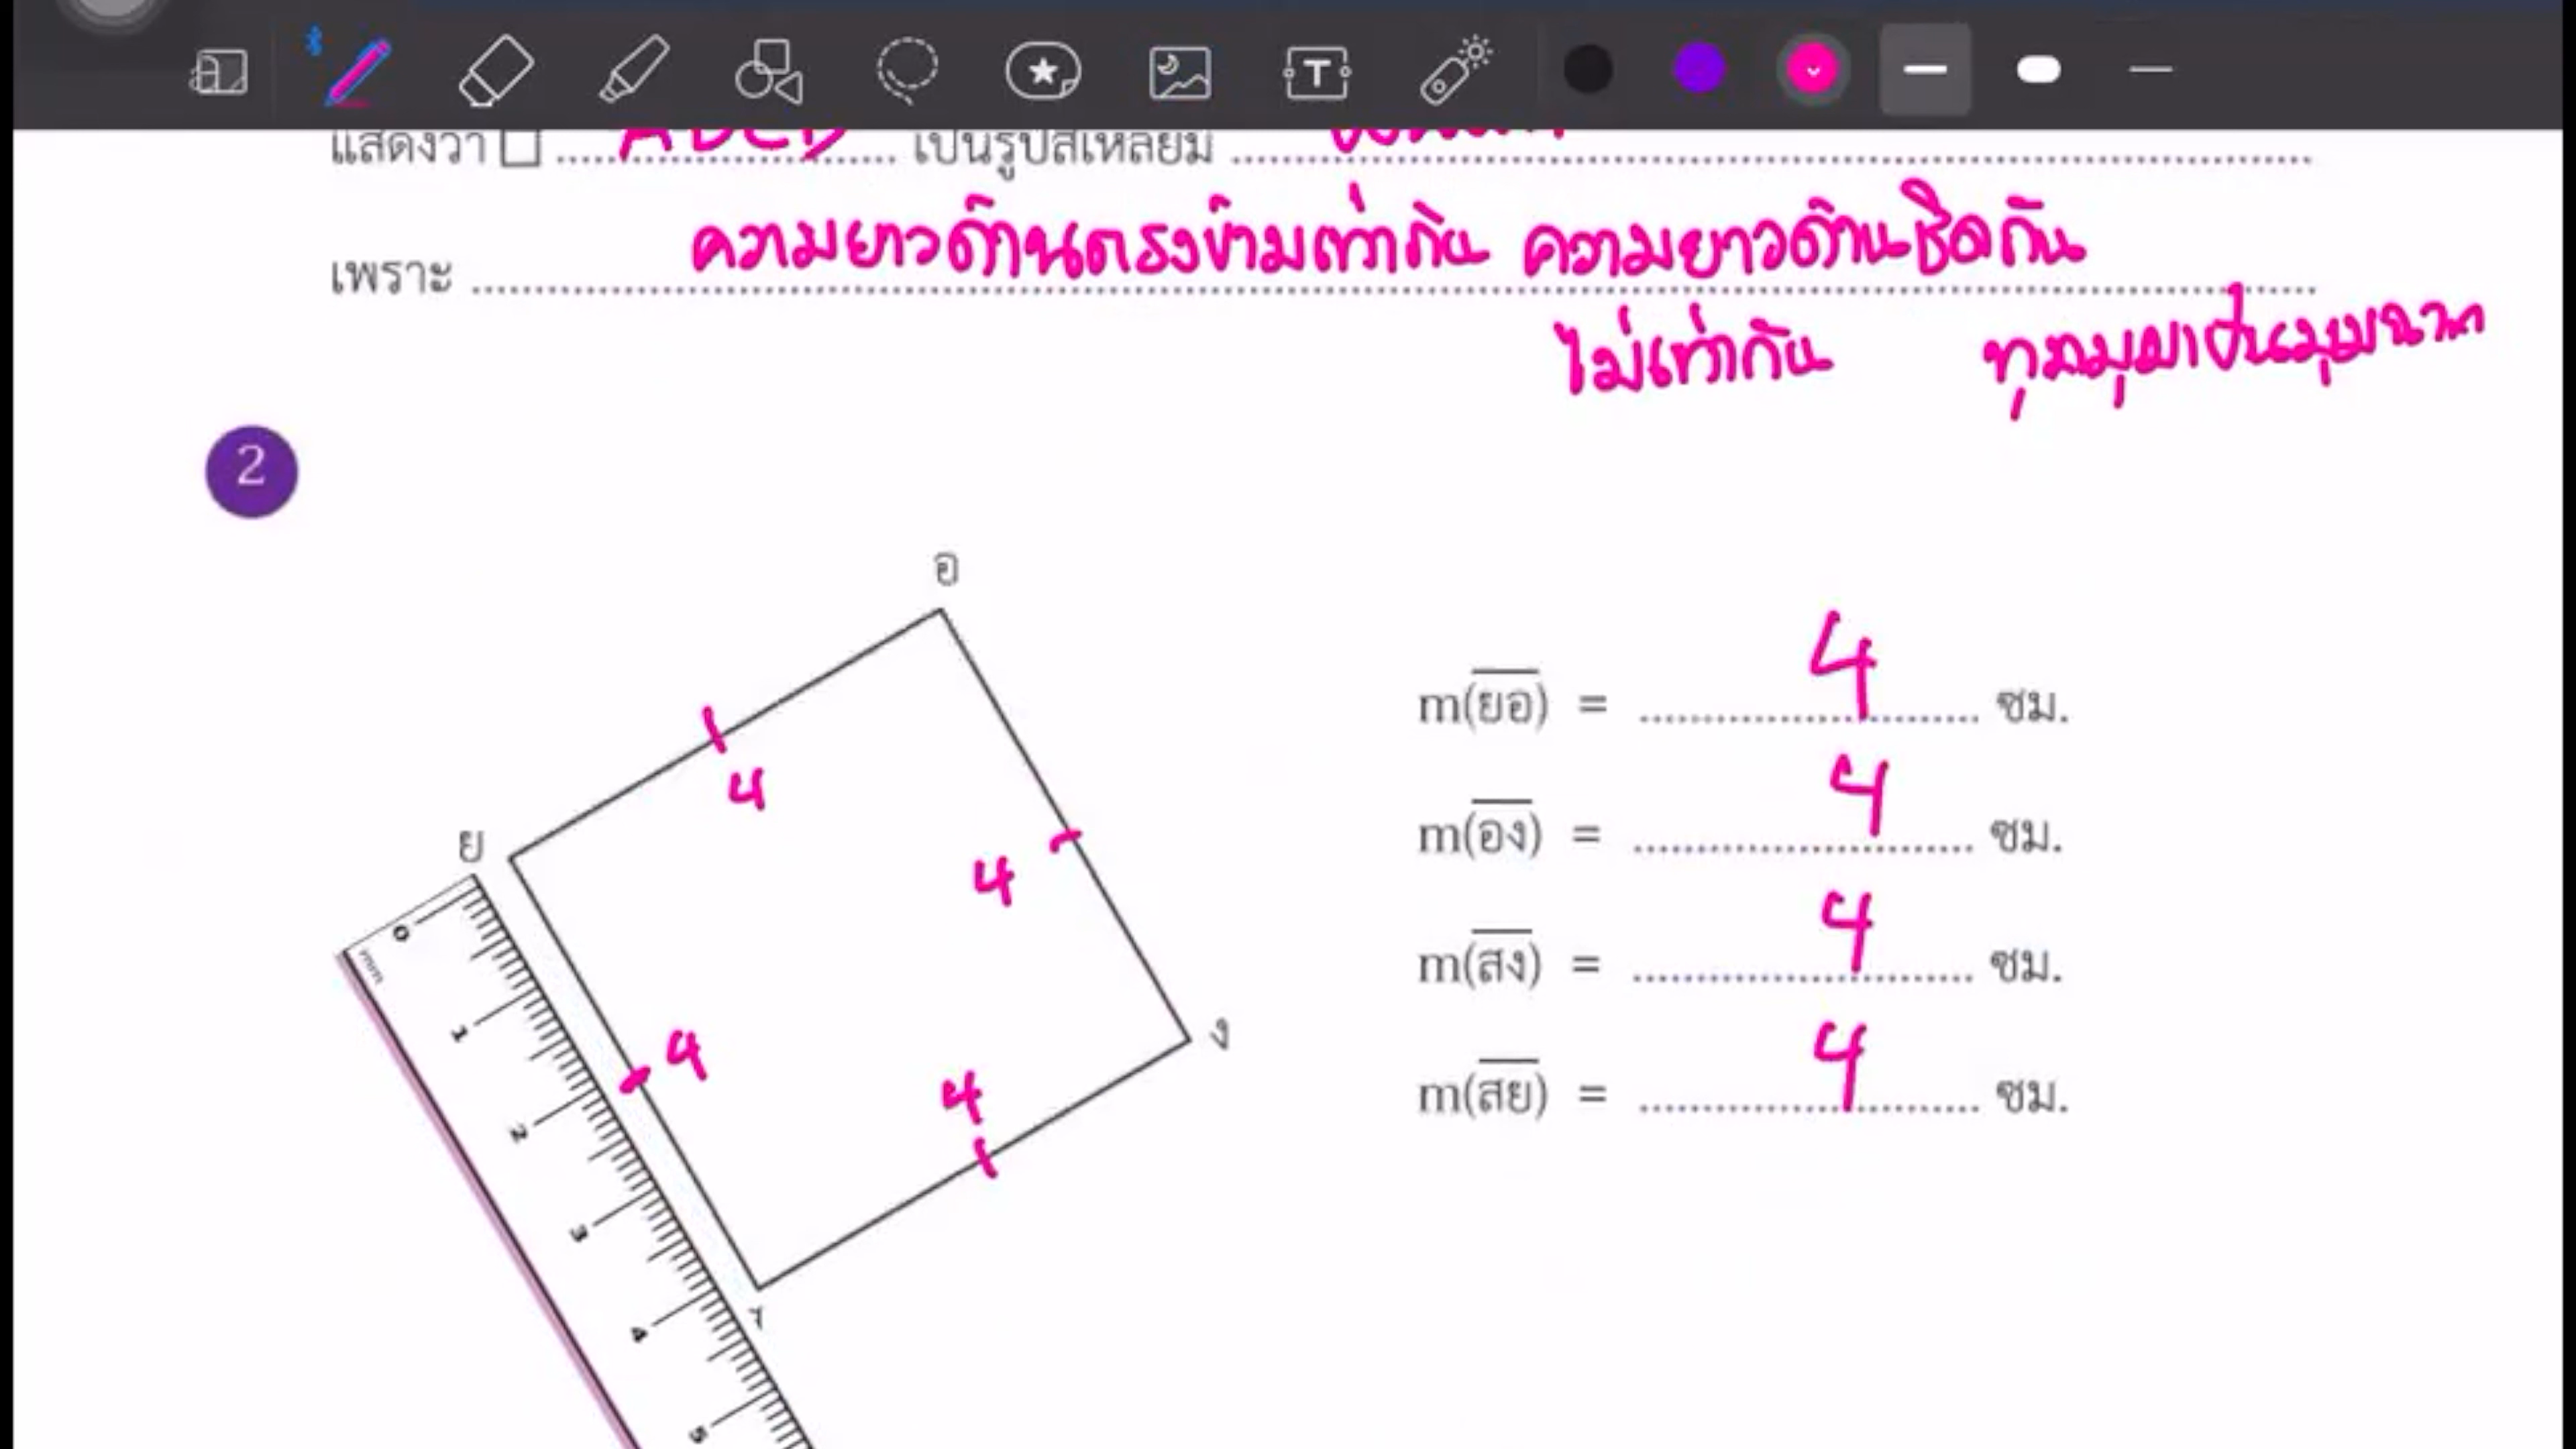 แสดงว่า □ ABCD เป็นรูปสี่เหลี่ยม
เพราะ ความยาวด้านตรงข้ามเท่ากัน ความยาวด้านชิดกัน
ไม่เท่ากัน ทุกมุมเป็นมุมฉาก
2
อ
ย
ง
4
4
4
4
0
mm
1
2
3
4
5
m(ยอ) = 4 ซม.
m(อง) = 4 ซม.
m(สง) = 4 ซม.
m(สย) = 4 ซม.